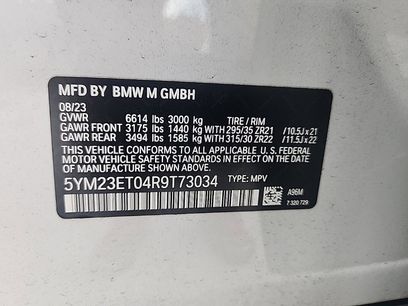 MFD BY BMW M GMBH
08/23
GVWR 6614 lbs 3000 kg TIRE / RIM
GAWR FRONT 3175 lbs 1440 kg ×295/35 ZR21 /10.5J x 21
GAWR REAR 3494 lbs 1585 kg ×315/30 ZR22 /11.5J x 22
THIS VEHICLE CONFORMS TO ALL APPLICABLE U.S. FEDERAL
MOTOR VEHICLE SAFETY STANDARDS IN EFFECT ON THE DATE
OF MANUFACTURE SHOWN ABOVE.
5YM23ET04R9T73034 TYPE: MPV
A96M
7 320 729